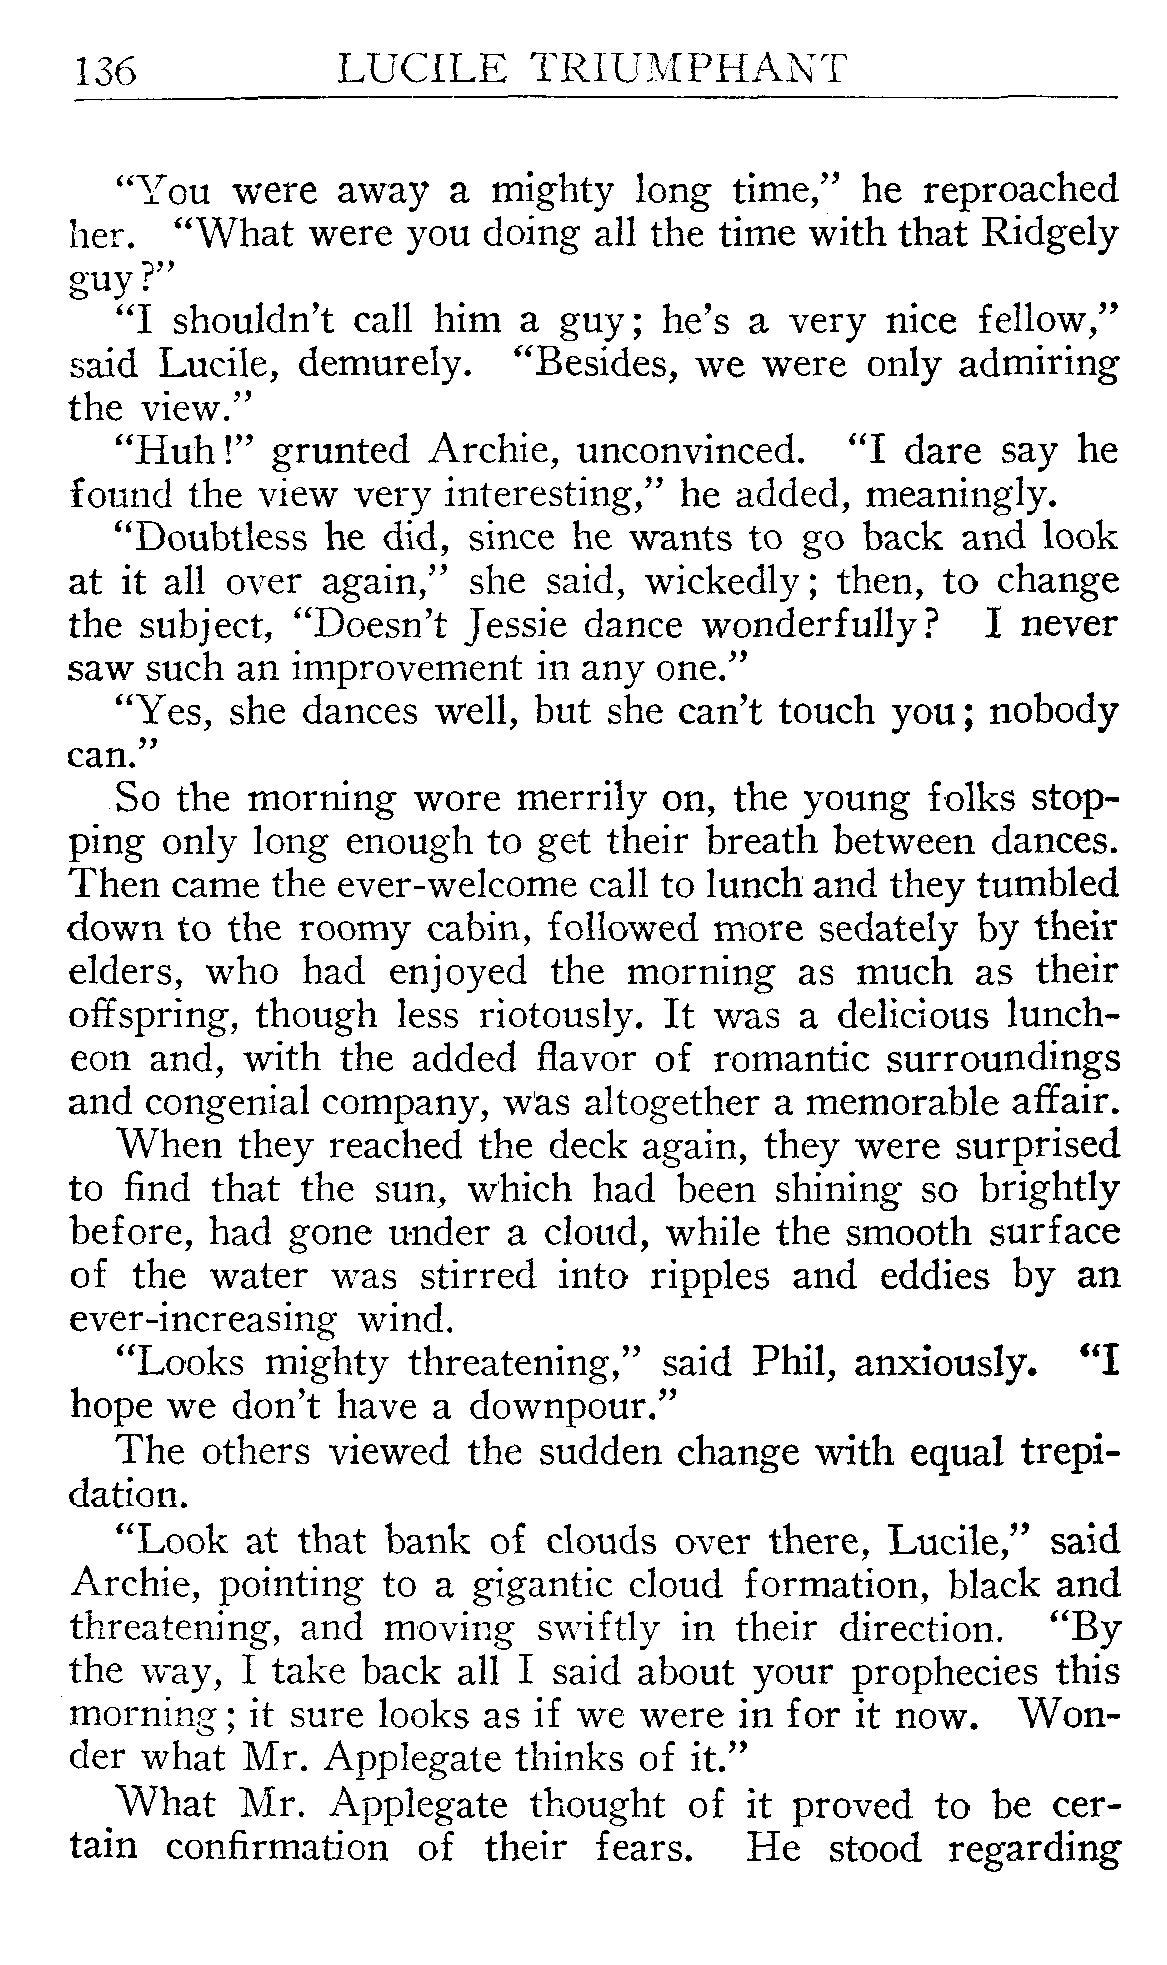 136 LUCILE TRIUMPHANT
“You were away a mighty long time,” he reproached
her. “What were you doing all the time with that Ridgely
guy?”
“I shouldn’t call him a guy; he’s a very nice fellow,”
said Lucile, demurely. “Besides, we were only admiring
the view.”
“Huh!” grunted Archie, unconvinced. “I dare say he
found the view very interesting,” he added, meaningly.
“Doubtless he did, since he wants to go back and look
at it all over again,” she said, wickedly; then, to change
the subject, “Doesn’t Jessie dance wonderfully? I never
saw such an improvement in any one.”
“Yes, she dances well, but she can’t touch you; nobody
can.”
So the morning wore merrily on, the young folks stop-
ping only long enough to get their breath between dances.
Then came the ever-welcome call to lunch and they tumbled
down to the roomy cabin, followed more sedately by their
elders, who had enjoyed the morning as much as their
offspring, though less riotously. It was a delicious lunch-
eon and, with the added flavor of romantic surroundings
and congenial company, was altogether a memorable affair.
When they reached the deck again, they were surprised
to find that the sun, which had been shining so brightly
before, had gone under a cloud, while the smooth surface
of the water was stirred into ripples and eddies by an
ever-increasing wind.
“Looks mighty threatening,” said Phil, anxiously. “I
hope we don’t have a downpour.”
The others viewed the sudden change with equal trepi-
dation.
“Look at that bank of clouds over there, Lucile,” said
Archie, pointing to a gigantic cloud formation, black and
threatening, and moving swiftly in their direction. “By
the way, I take back all I said about your prophecies this
morning; it sure looks as if we were in for it now. Won-
der what Mr. Applegate thinks of it.”
What Mr. Applegate thought of it proved to be cer-
tain confirmation of their fears. He stood regarding